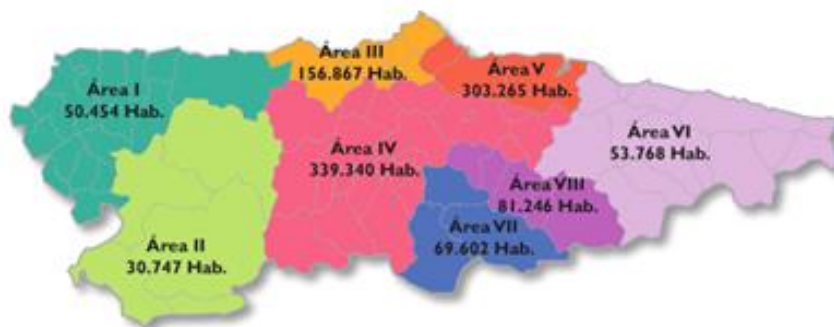 Área I
50.454 Hab.
Área II
30.747 Hab.
Área III
156.867 Hab.
Área IV
339.340 Hab.
Área V
303.265 Hab.
Área VI
53.768 Hab.
Área VII
69.602 Hab.
Área VIII
81.246 Hab.